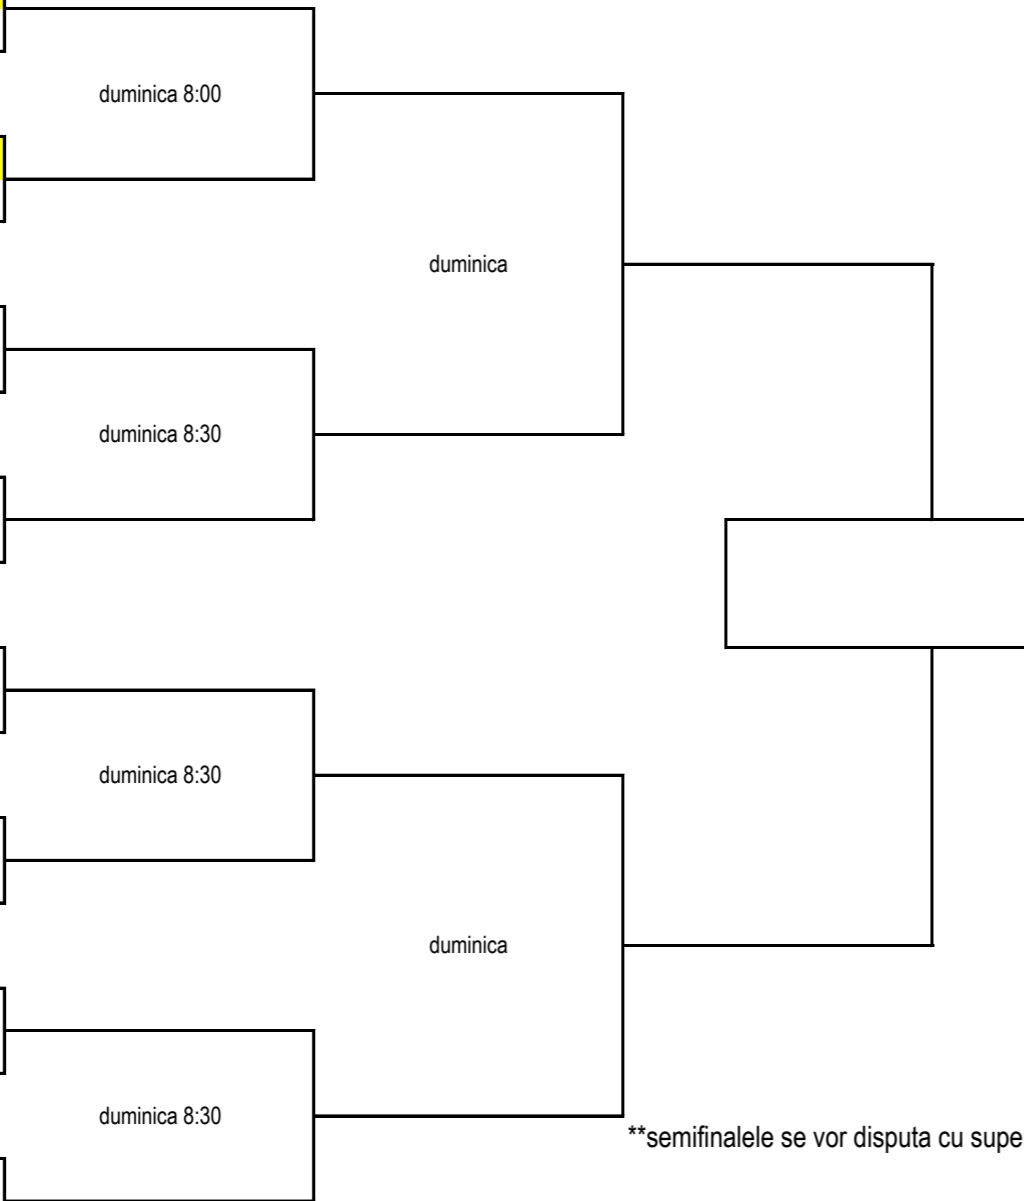 duminica 8:00
duminica
duminica 8:30
duminica 8:30
duminica
duminica 8:30
**semifinalele se vor disputa cu supe